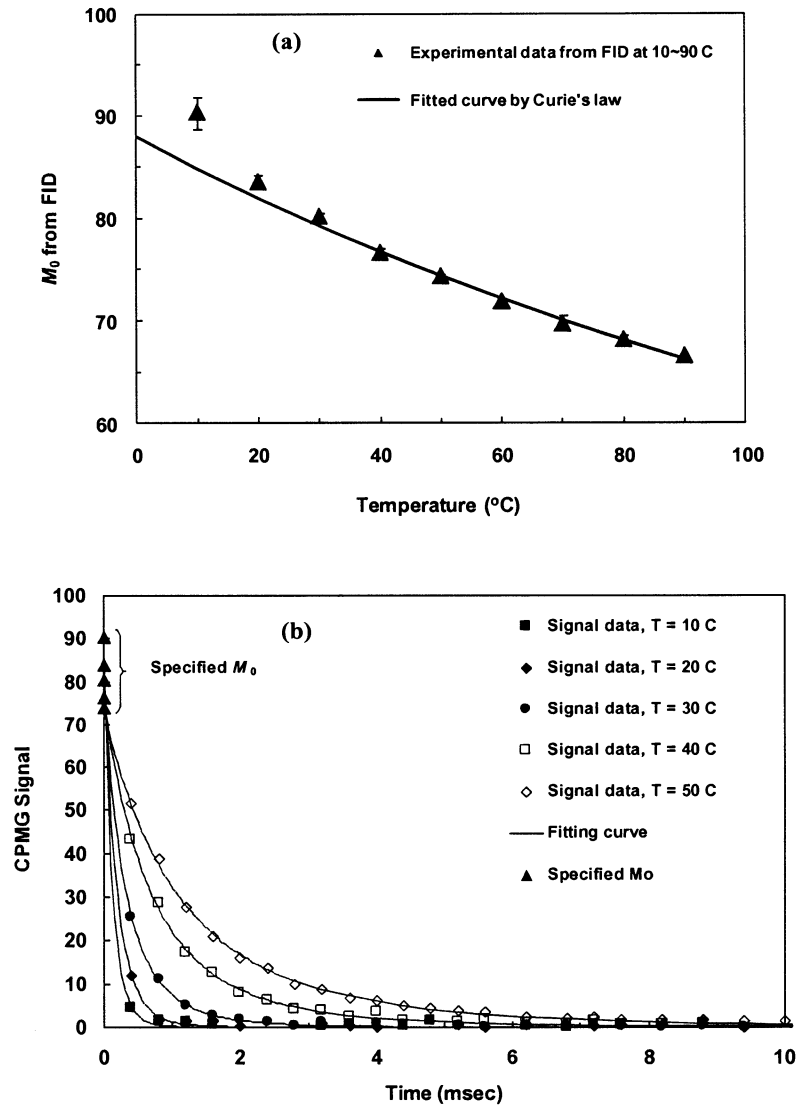 100
90
80
70
60
M0 from FID
(a)
Experimental data from FID at 10~90 C
Fitted curve by Curie's law
0
20
40
60
80
100
Temperature (oC)
100
90
80
70
60
50
40
30
20
10
0
CPMG Signal
(b)
Specified M0
Signal data, T = 10 C
Signal data, T = 20 C
Signal data, T = 30 C
Signal data, T = 40 C
Signal data, T = 50 C
Fitting curve
Specified Mo
0
2
4
6
8
10
Time (msec)